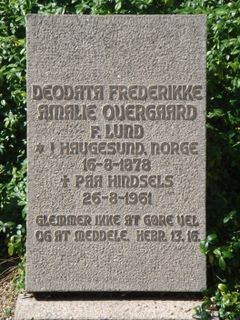 DEODATA FREDERIKKE
AMALIE OVERGAARD
F. LUND
* I HAUGESUND, NORGE
16-8-1878
✝ PAA HINDSELS
26-8-1961
GLEMMER IKKE AT GØRE VEL
OG AT MEDDELE. HEBR. 13. 16.